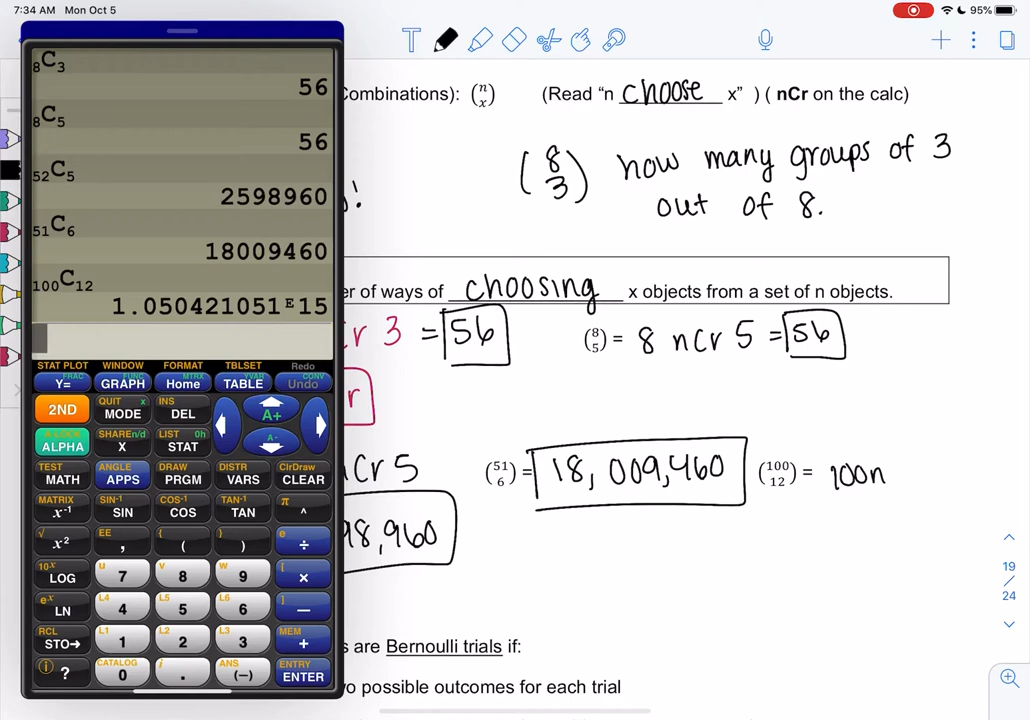 7:34 AM Mon Oct 5
95%
8C3
56
8C5
56
52C5
2598960
51C6
18009460
100C12
1.050421051E15
STAT PLOT WINDOW FORMAT TBLSET Redo
Y= GRAPH Home TABLE Undo
2ND QUIT MODE INS DEL A+
ALPHA SHARE n/d X LIST 0h STAT A-
TEST ANGLE DRAW DISTR ClrDraw
MATH APPS PRGM VARS CLEAR
MATRIX SIN-1 COS-1 TAN-1 π
x-1 SIN COS TAN ^
√ EE { } e
x2 , ( ) ÷
10x u v w [
LOG 7 8 9 ×
ex L4 L5 L6 ]
LN 4 5 6 −
RCL L1 L2 L3 MEM
STO→ 1 2 3 +
CATALOG i ANS ENTRY
? 0 . (−) ENTER
T
Combinations): (n x) (Read “n choose x” ) ( nCr on the calc)
(8 3) how many groups of 3
out of 8.
!
er of ways of choosing x objects from a set of n objects.
Cr 3 = 56 (8 5) = 8 nCr 5 = 56
r
nCr 5 (51 6) = 18,009,460 (100 12) = 100n
98,960
19
/
24
s are Bernoulli trials if:
wo possible outcomes for each trial